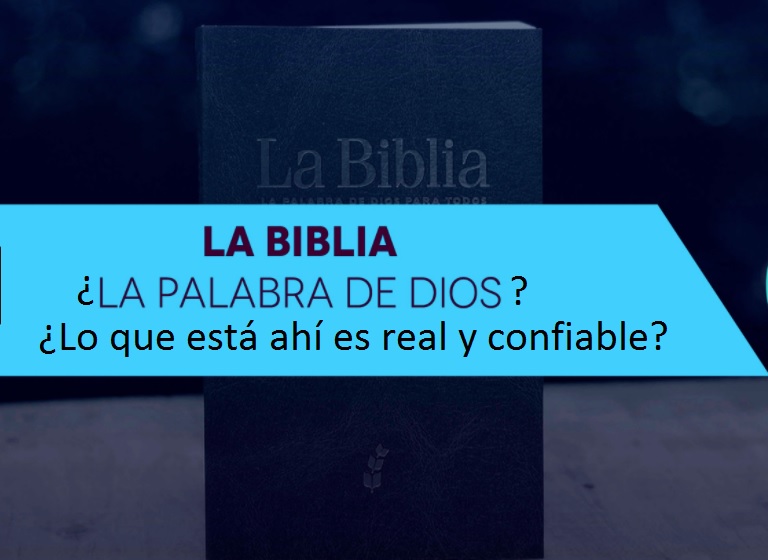 La Biblia
LA PALABRA DE DIOS PARA TODOS
LA BIBLIA
¿LA PALABRA DE DIOS?
¿Lo que está ahí es real y confiable?